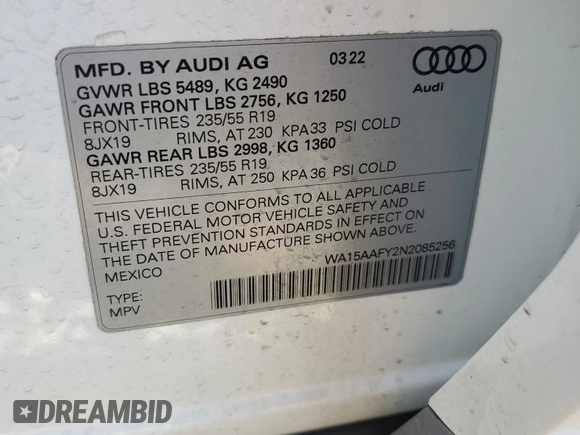 MFD. BY AUDI AG 0322
GVWR LBS 5489, KG 2490
GAWR FRONT LBS 2756, KG 1250
FRONT-TIRES 235/55 R19
8JX19 RIMS, AT 230 KPA33 PSI COLD
GAWR REAR LBS 2998, KG 1360
REAR-TIRES 235/55 R19
8JX19 RIMS, AT 250 KPA 36 PSI COLD
Audi
THIS VEHICLE CONFORMS TO ALL APPLICABLE
U.S. FEDERAL MOTOR VEHICLE SAFETY AND
THEFT PREVENTION STANDARDS IN EFFECT ON
THE DATE OF MANUFACTURE SHOWN ABOVE.
MEXICO
WA15AAFY2N2085256
TYPE:
MPV
DREAMBID